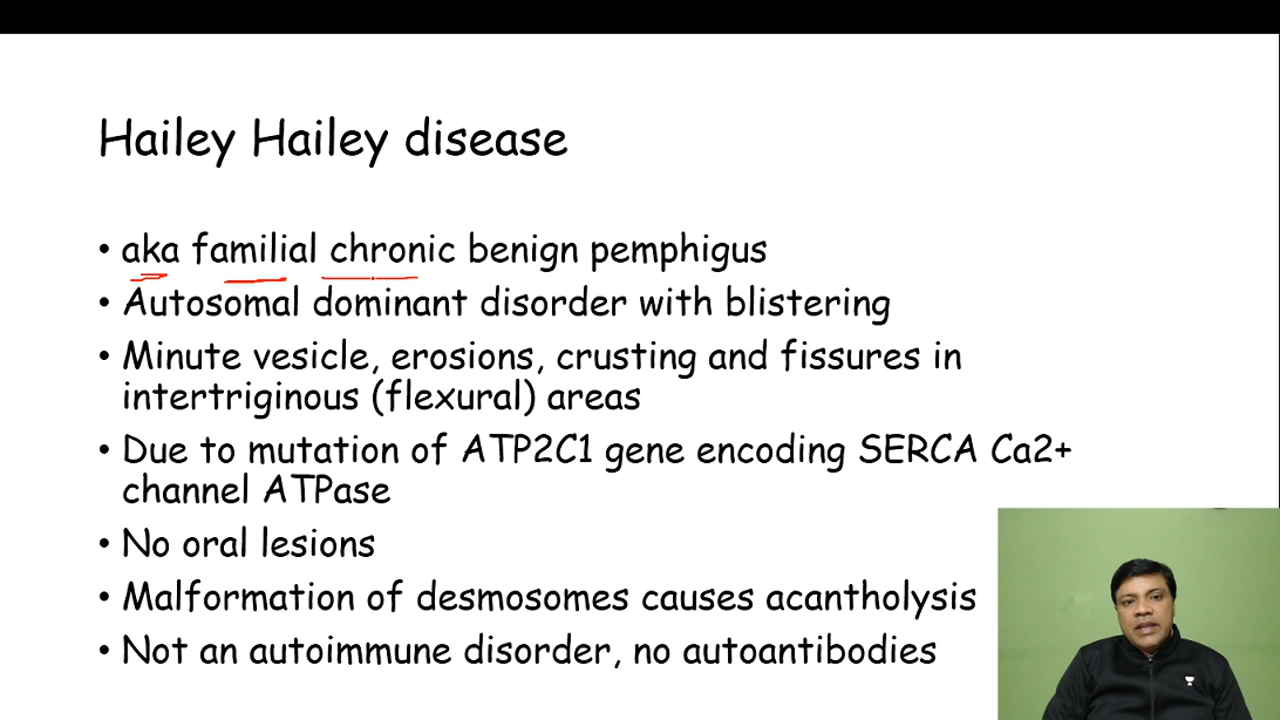 Hailey Hailey disease
• aka familial chronic benign pemphigus
• Autosomal dominant disorder with blistering
• Minute vesicle, erosions, crusting and fissures in
intertriginous (flexural) areas
• Due to mutation of ATP2C1 gene encoding SERCA Ca2+
channel ATPase
• No oral lesions
• Malformation of desmosomes causes acantholysis
• Not an autoimmune disorder, no autoantibodies